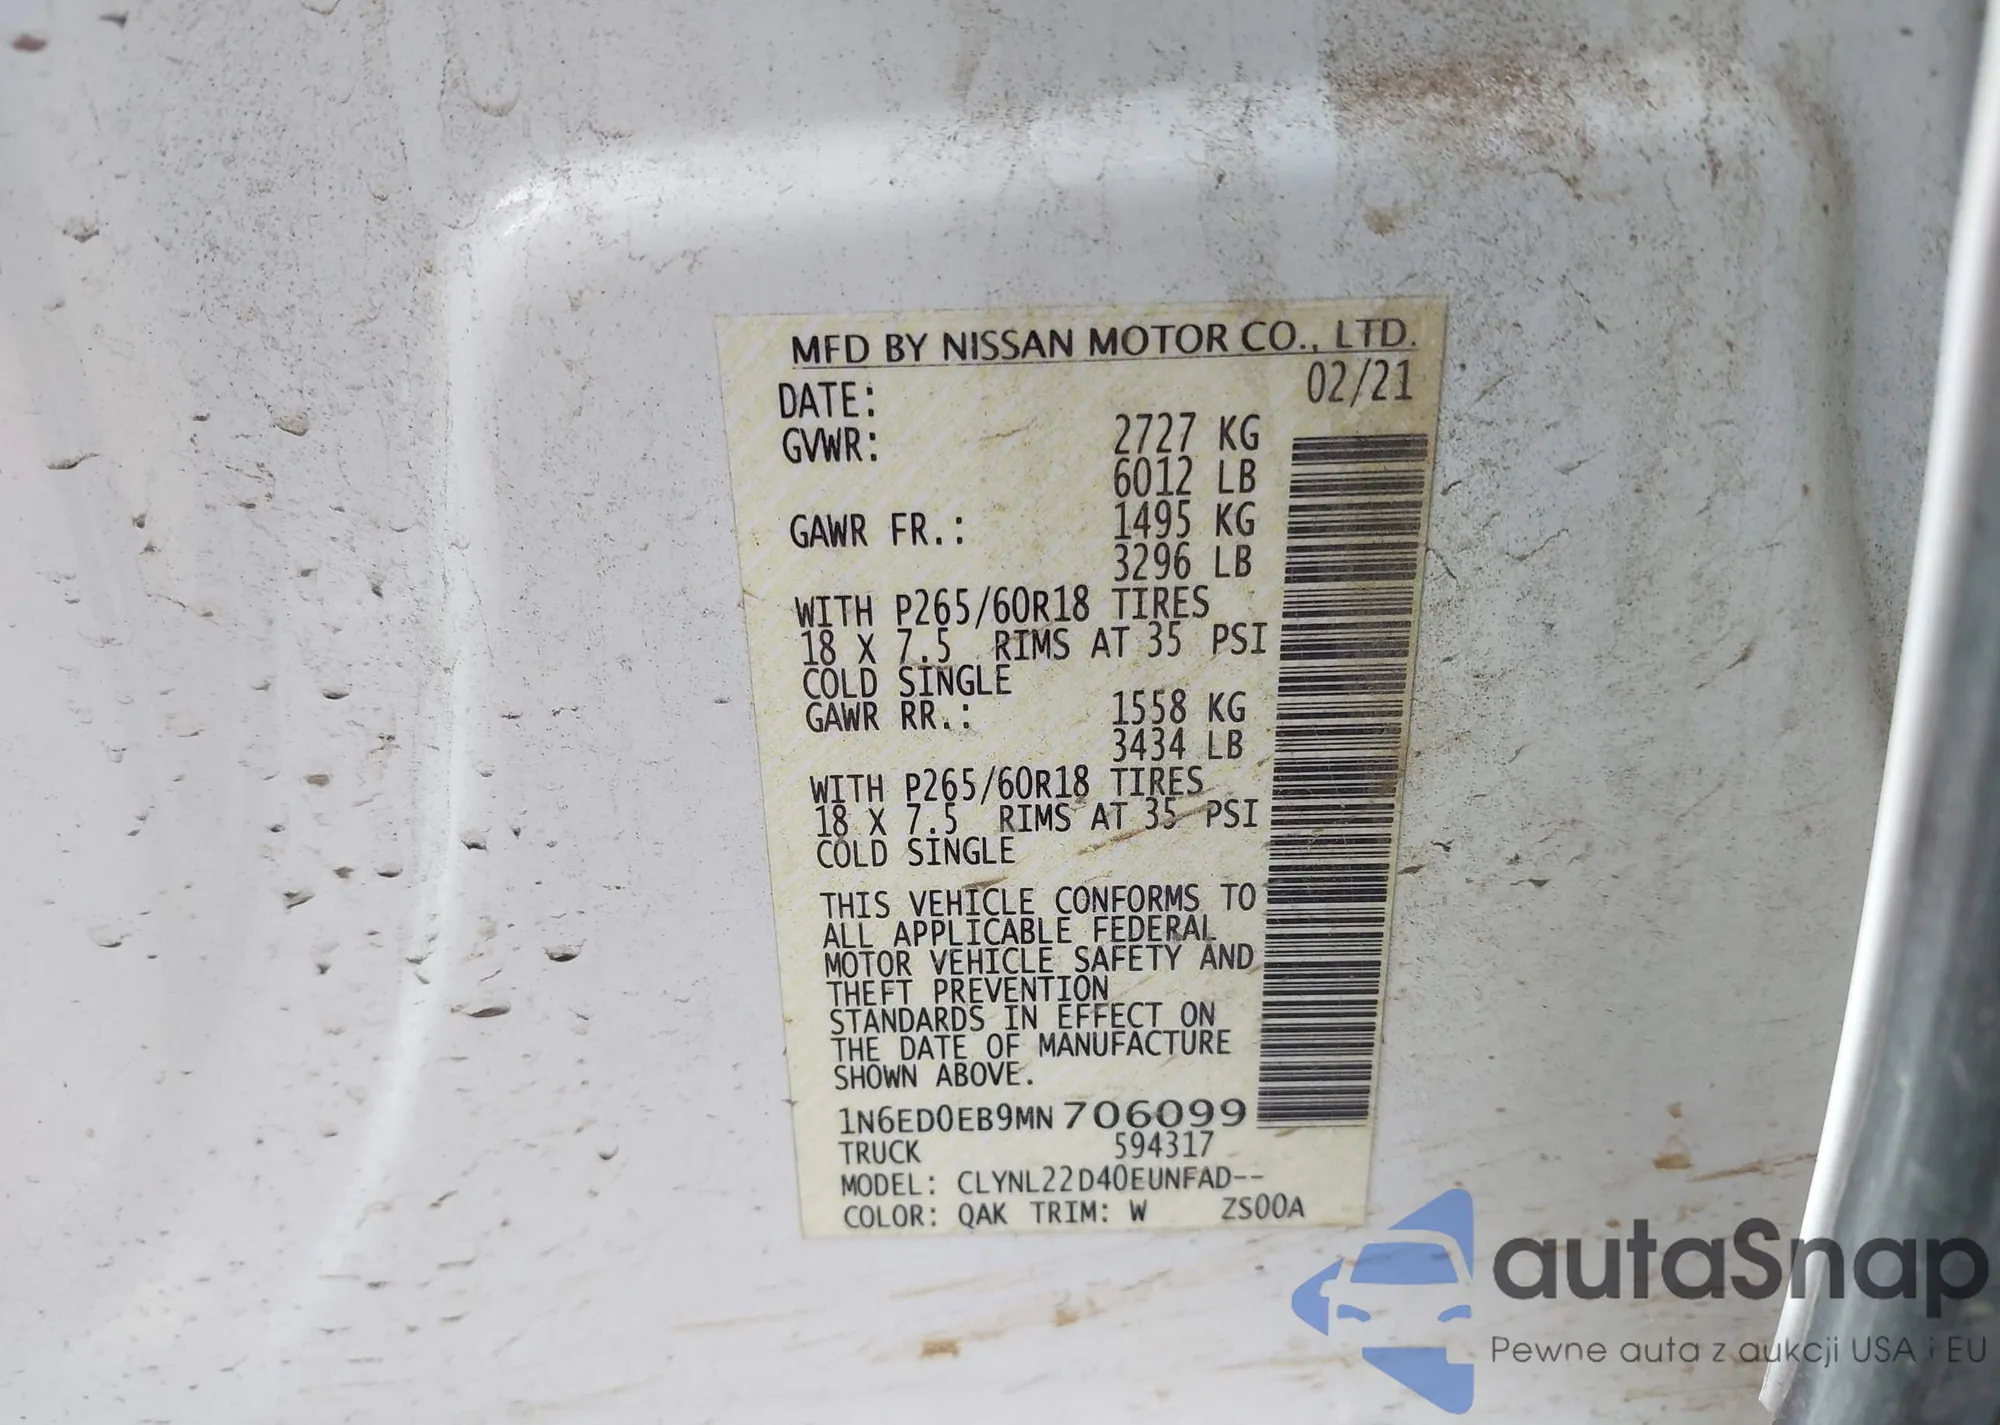 MFD BY NISSAN MOTOR CO., LTD.
DATE: 02/21
GVWR: 2727 KG
6012 LB
GAWR FR.: 1495 KG
3296 LB
WITH P265/60R18 TIRES
18 X 7.5 RIMS AT 35 PSI
COLD SINGLE
GAWR RR.: 1558 KG
3434 LB
WITH P265/60R18 TIRES
18 X 7.5 RIMS AT 35 PSI
COLD SINGLE
THIS VEHICLE CONFORMS TO
ALL APPLICABLE FEDERAL
MOTOR VEHICLE SAFETY AND
THEFT PREVENTION
STANDARDS IN EFFECT ON
THE DATE OF MANUFACTURE
SHOWN ABOVE.
1N6ED0EB9MN706099
TRUCK 594317
MODEL: CLYNL22D40EUNFAD--
COLOR: QAK TRIM: W ZS00A
autoSnap
Pewne auta z aukcji USA i EU